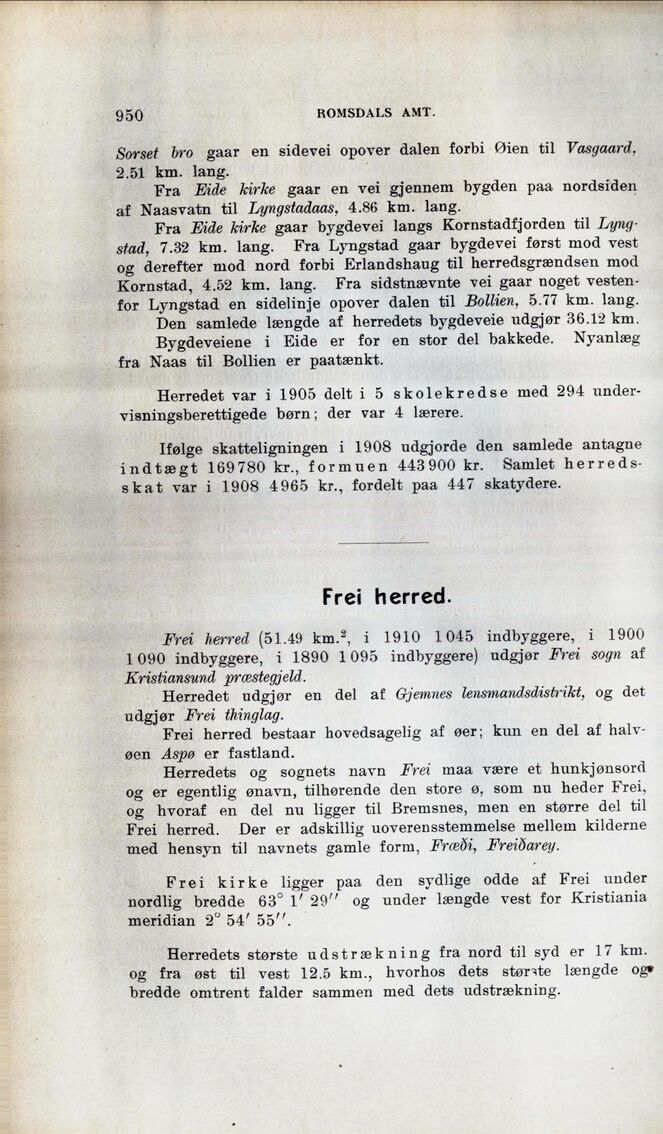 950
ROMSDALS AMT.
Sorset bro gaar en sidevei opover dalen forbi Øien til Vasgaard,
2.51 km. lang.
Fra Eide kirke gaar en vei gjennem bygden paa nordsiden
af Naasvatn til Lyngstadaas, 4.86 km. lang.
Fra Eide kirke gaar bygdevei langs Kornstadfjorden til Lyng-
stad, 7.32 km. lang. Fra Lyngstad gaar bygdevei først mod vest
og derefter mod nord forbi Erlandshaug til herredsgrændsen mod
Kornstad, 4.52 km. lang. Fra sidstnævnte vei gaar noget vesten-
for Lyngstad en sidelinje opover dalen til Bollien, 5.77 km. lang.
Den samlede længde af herredets bygdeveie udgjør 36.12 km.
Bygdeveiene i Eide er for en stor del bakkede. Nyanlæg
fra Naas til Bollien er paatænkt.
Herredet var i 1905 delt i 5 skolekredse med 294 under-
visningsberettigede børn; der var 4 lærere.
Ifølge skatteligningen i 1908 udgjorde den samlede antagne
indtægt 169 780 kr., formuen 443 900 kr. Samlet herreds-
skat var i 1908 4 965 kr., fordelt paa 447 skatydere.
Frei herred.
Frei herred (51.49 km.², i 1910 1 045 indbyggere, i 1900
1 090 indbyggere, i 1890 1 095 indbyggere) udgjør Frei sogn af
Kristiansund præstegjeld.
Herredet udgjør en del af Gjemnes lensmandsdistrikt, og det
udgjør Frei thinglag.
Frei herred bestaar hovedsagelig af øer; kun en del af halv-
øen Aspø er fastland.
Herredets og sognets navn Frei maa være et hunkjønsord
og er egentlig ønavn, tilhørende den store ø, som nu heder Frei,
og hvoraf en del nu ligger til Bremsnes, men en større del til
Frei herred. Der er adskillig uoverensstemmelse mellem kilderne
med hensyn til navnets gamle form, Fræði, Freiðarey.
Frei kirke ligger paa den sydlige odde af Frei under
nordlig bredde 63° 1′ 29″ og under længde vest for Kristiania
meridian 2° 54′ 55″.
Herredets største udstrækning fra nord til syd er 17 km.
og fra øst til vest 12.5 km., hvorhos dets største længde og
bredde omtrent falder sammen med dets udstrækning.